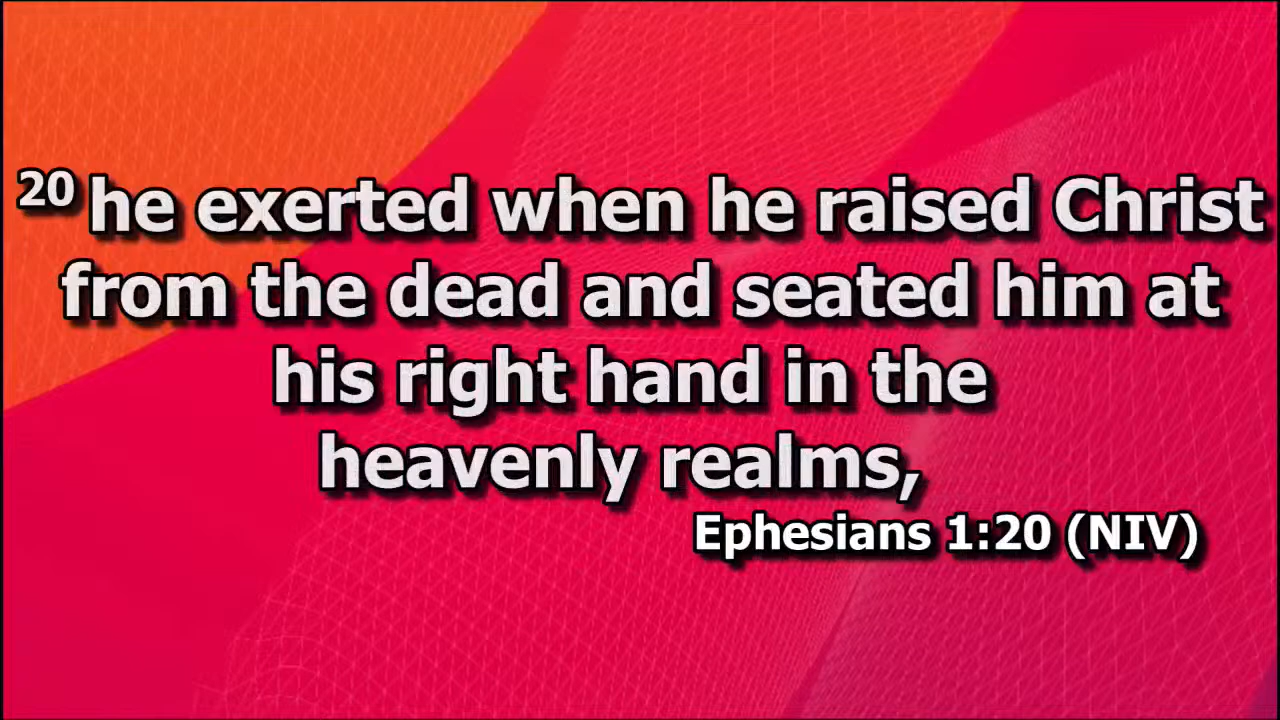 20 he exerted when he raised Christ
from the dead and seated him at
his right hand in the
heavenly realms,
Ephesians 1:20 (NIV)